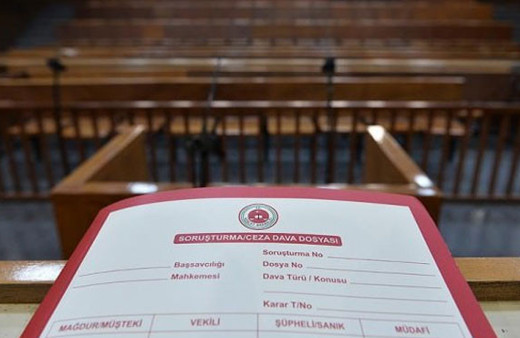 SORUŞTURMA/CEZA DAVA DOSYASI
Soruşturma No
Başsavcılığı
Dosya No
Mahkemesi
Dava Türü / Konusu
Karar T/No
MAĞDUR/MÜŞTEKİ VEKİLİ ŞÜPHELİ/SANIK MÜDAFİ